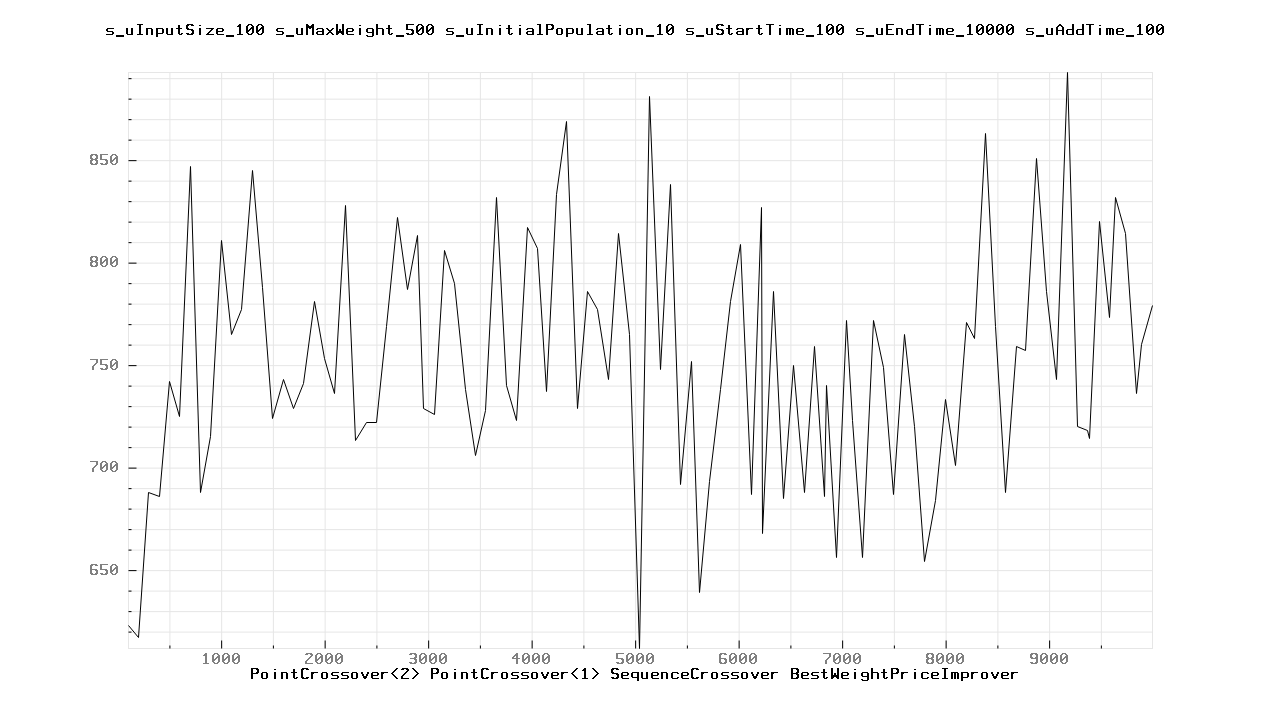 s_uInputSize_100 s_uMaxWeight_500 s_uInitialPopulation_10 s_uStartTime_100 s_uEndTime_10000 s_uAddTime_100
850
800
750
700
650
1000 2000 3000 4000 5000 6000 7000 8000 9000
PointCrossover<2> PointCrossover<1> SequenceCrossover BestWeightPriceImprover